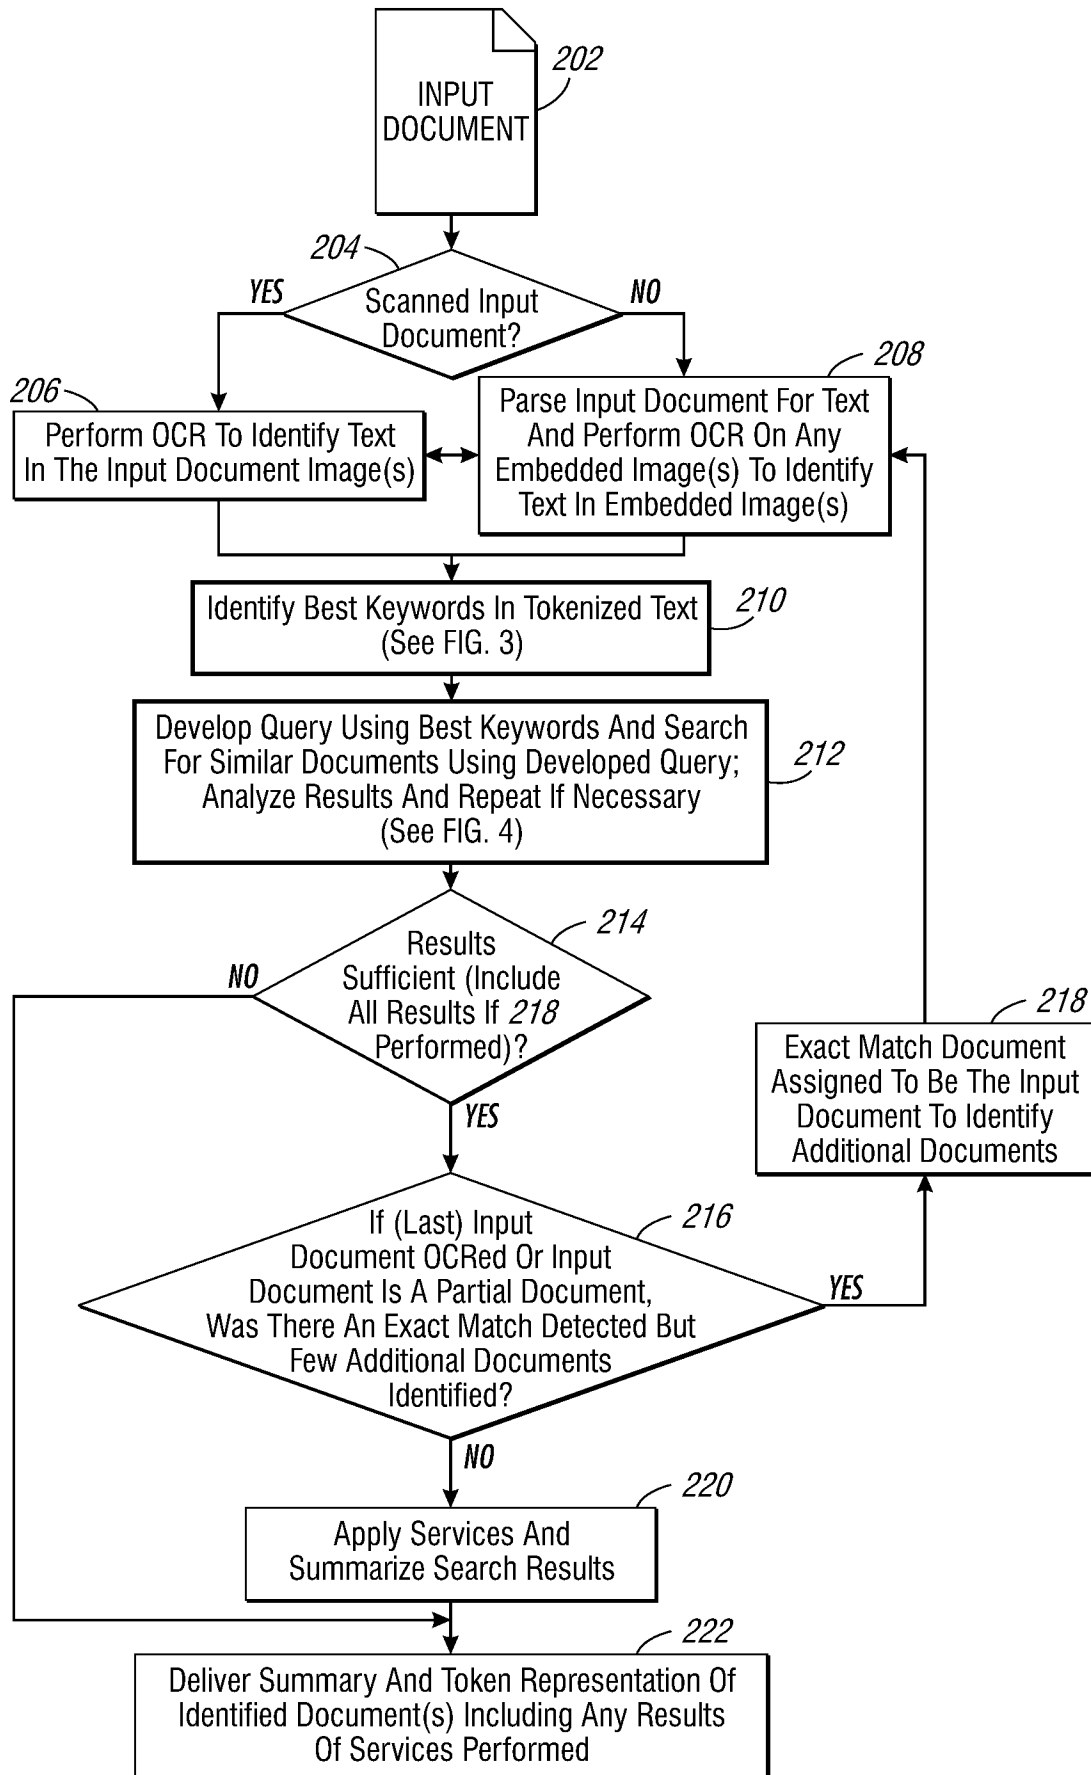 INPUT
DOCUMENT
202
204
YES
Scanned Input
Document?
NO
206
Perform OCR To Identify Text
In The Input Document Image(s)
208
Parse Input Document For Text
And Perform OCR On Any
Embedded Image(s) To Identify
Text In Embedded Image(s)
Identify Best Keywords In Tokenized Text
(See FIG. 3)
210
Develop Query Using Best Keywords And Search
For Similar Documents Using Developed Query;
Analyze Results And Repeat If Necessary
(See FIG. 4)
212
214
NO
Results
Sufficient (Include
All Results If 218
Performed)?
YES
218
Exact Match Document
Assigned To Be The Input
Document To Identify
Additional Documents
216
If (Last) Input
Document OCRed Or Input
Document Is A Partial Document,
Was There An Exact Match Detected But
Few Additional Documents
Identified?
YES
NO
220
Apply Services And
Summarize Search Results
222
Deliver Summary And Token Representation Of
Identified Document(s) Including Any Results
Of Services Performed